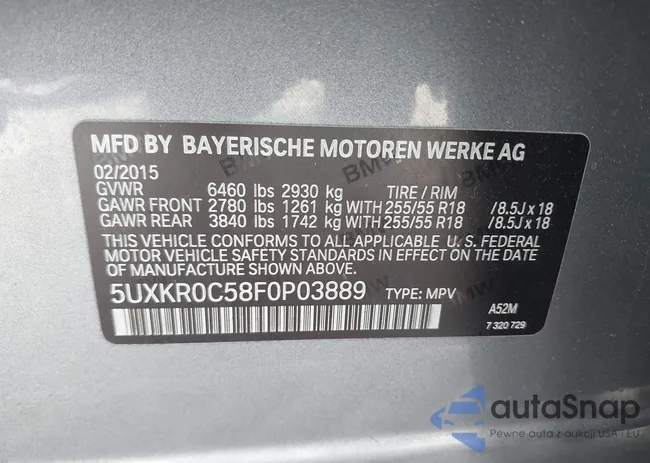 MFD BY BAYERISCHE MOTOREN WERKE AG
02/2015
GVWR 6460 lbs 2930 kg TIRE / RIM
GAWR FRONT 2780 lbs 1261 kg WITH 255/55 R18 /8.5J x 18
GAWR REAR 3840 lbs 1742 kg WITH 255/55 R18 /8.5J x 18
THIS VEHICLE CONFORMS TO ALL APPLICABLE U. S. FEDERAL
MOTOR VEHICLE SAFETY STANDARDS IN EFFECT ON THE DATE
OF MANUFACTURE SHOWN ABOVE.
5UXKR0C58F0P03889 TYPE: MPV A52M
7 320 729
autaSnap
Pewne auta z aukcji USA i EU